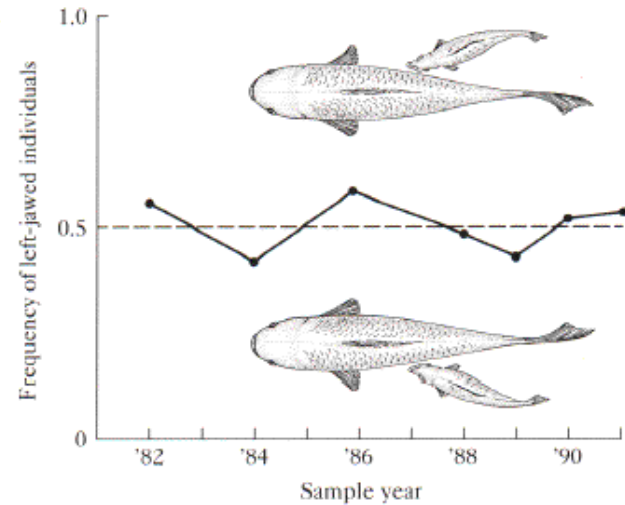 Frequency of left-jawed individuals
1.0
0.5
0
'82 '84 '86 '88 '90
Sample year